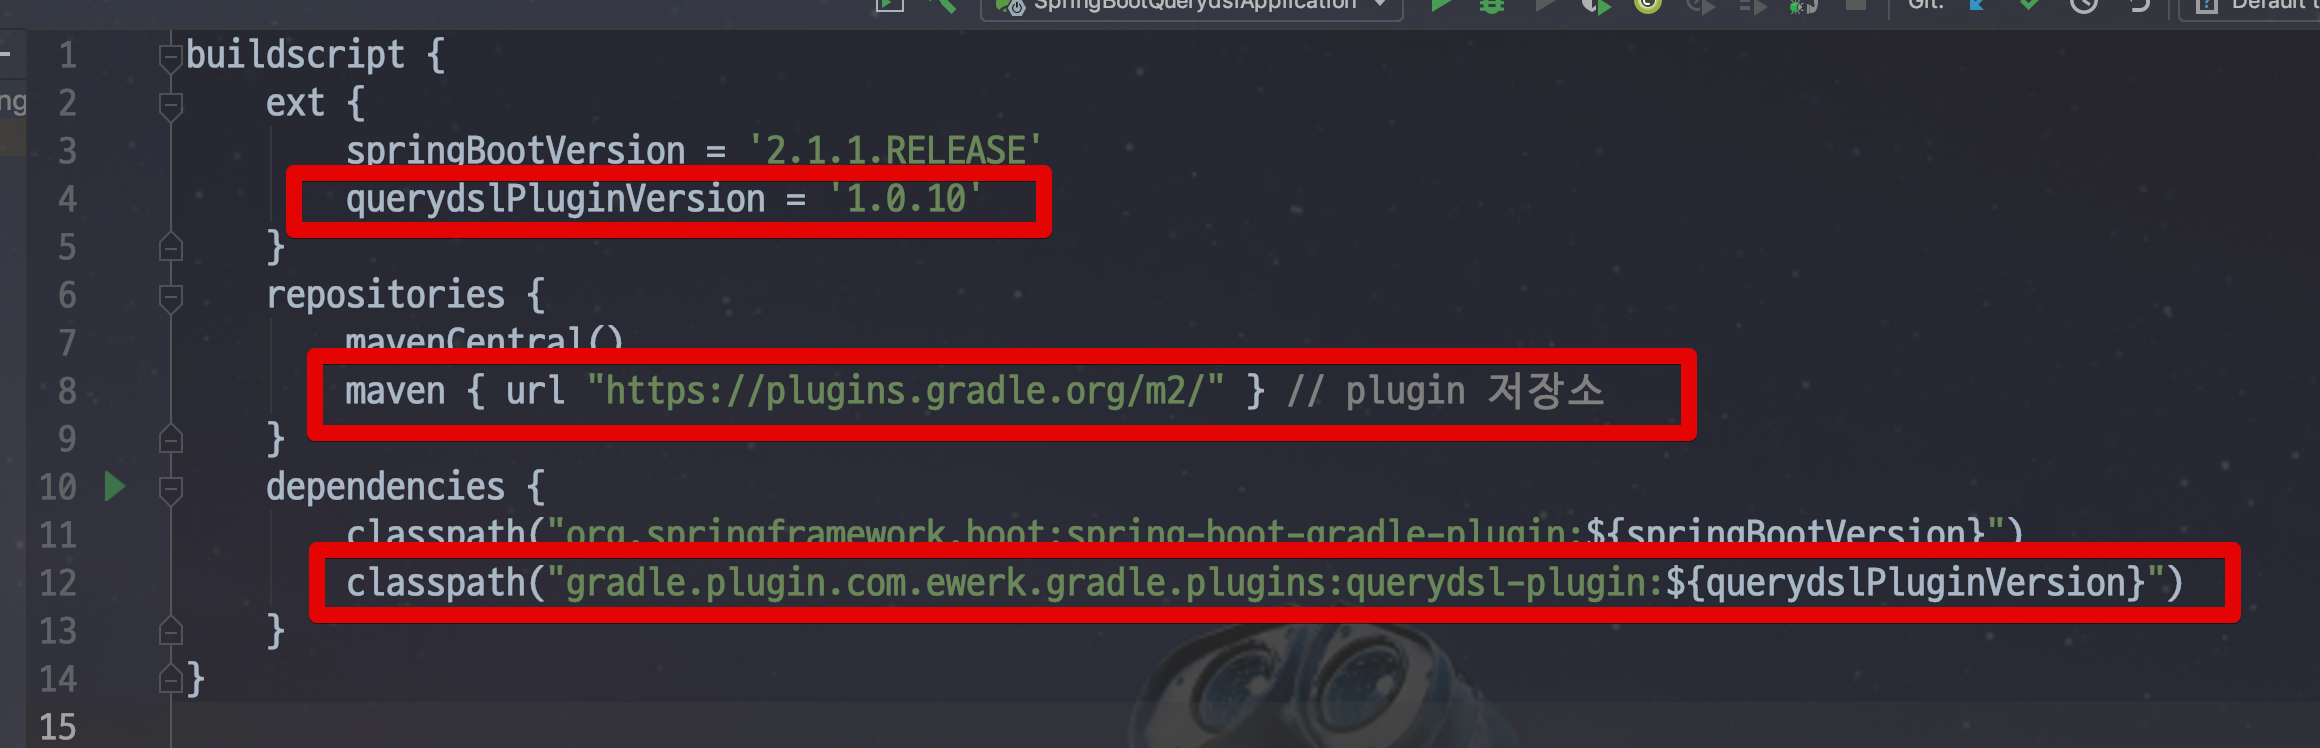 SpringBootQuerydslApplication
Git:
Default
ng
1 buildscript {
2 ext {
3 springBootVersion = '2.1.1.RELEASE'
4 querydslPluginVersion = '1.0.10'
5 }
6 repositories {
7 mavenCentral()
8 maven { url "https://plugins.gradle.org/m2/" } // plugin 저장소
9 }
10 dependencies {
11 classpath("org.springframework.boot:spring-boot-gradle-plugin:${springBootVersion}")
12 classpath("gradle.plugin.com.ewerk.gradle.plugins:querydsl-plugin:${querydslPluginVersion}")
13 }
14 }
15